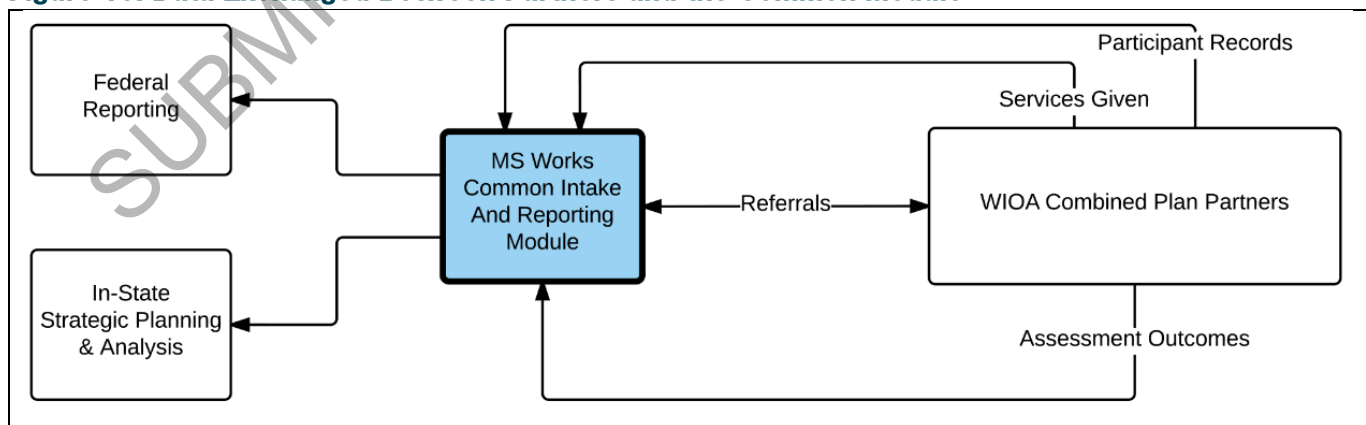 Participant Records
Federal
Reporting
Services Given
MS Works
Common Intake
And Reporting
Module
Referrals
WIOA Combined Plan Partners
In-State
Strategic Planning
& Analysis
Assessment Outcomes
SUBM